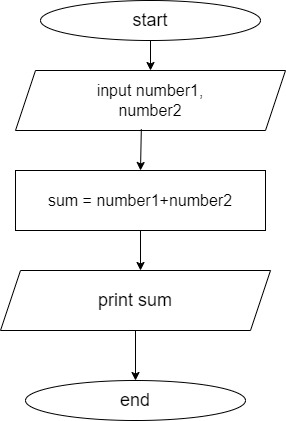 start
input number1,
number2
sum = number1+number2
print sum
end